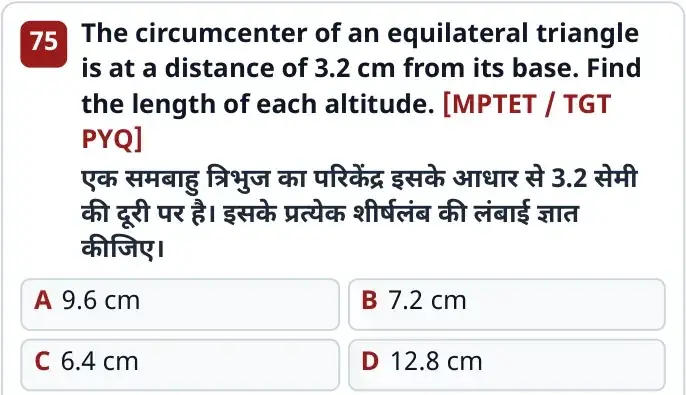 75 The circumcenter of an equilateral triangle
is at a distance of 3.2 cm from its base. Find
the length of each altitude. [MPTET / TGT
PYQ]
एक समबाहु त्रिभुज का परिकेंद्र इसके आधार से 3.2 सेमी
की दूरी पर है। इसके प्रत्येक शीर्षलंब की लंबाई ज्ञात
कीजिए।
A 9.6 cm
B 7.2 cm
C 6.4 cm
D 12.8 cm